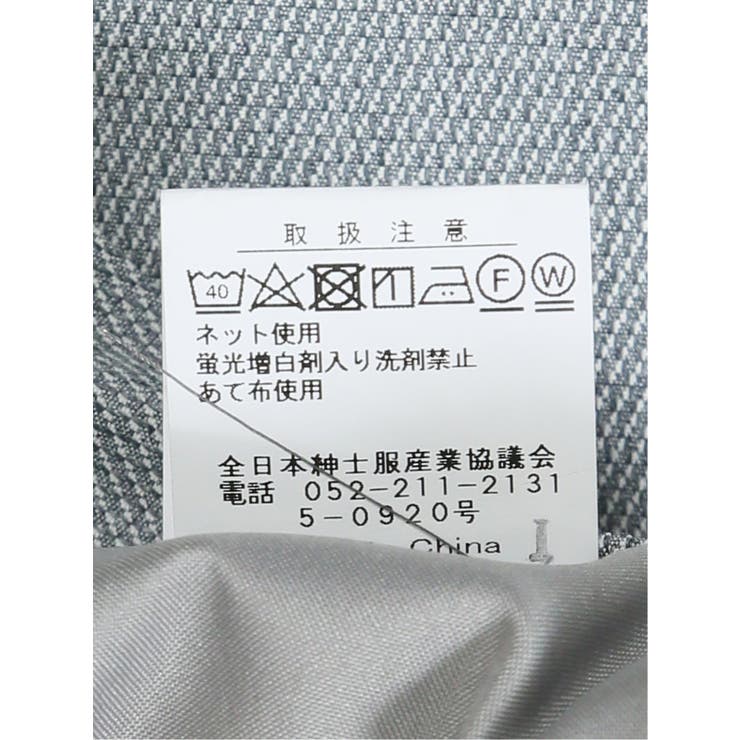 取扱注意
40 F W
ネット使用
蛍光増白剤入り洗剤禁止
あて布使用
全日本紳士服産業協議会
電話 052-211-2131
5-0920号
China